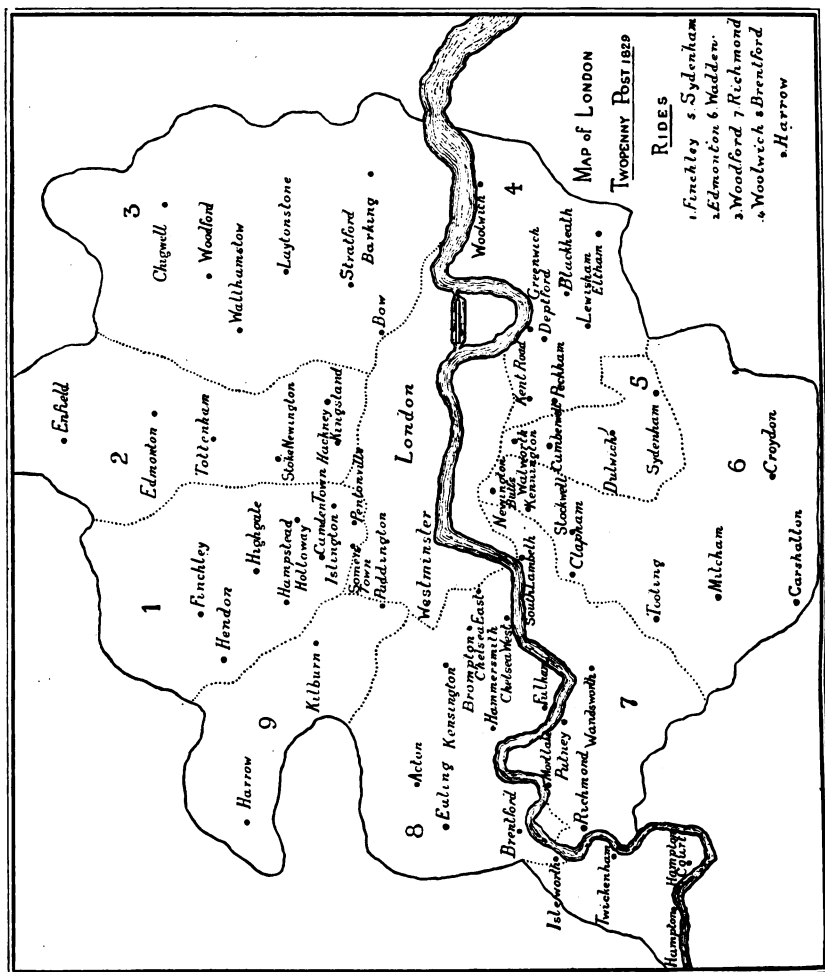 MAP OF LONDON
TWOPENNY POST 1829
RIDES
1. Finchley 5. Sydenham
2. Edmonton 6. Wadden.
3. Woodford 7 Richmond
4. Woolwich 8 Brentford
9. Harrow
1
Finchley
Hendon
Highgate
Hampstead
Holloway
Camden Town
Islington
Somers
Town
Pentonville
Paddington
2
Enfield
Edmonton
Tottenham
Stoke Newington
Hackney
Kingsland
3
Chigwell
Woodford
Wallhamstow
Laytonstone
Stratford
Barking
Bow
London
Westminster
9
Harrow
Kilburn
8
Acton
Euling
Kensington
Brompton
Chelsea East
Hammersmith
Chelsea West
Fulham
Brentford
Isleworth
Twickenham
Hampton
Hampton
Court
7
Mortlake
Putney
Richmond
Wandsworth
South Lambeth
Newington
Butts
Walworth
Kennington
Stockwell
Clapham
Kent Road
Peckham
4
Woolwich
Greenwich
Deptford
Blackheath
Lewisham
Eltham
5
Dulwich
Sydenham
6
Tooting
Mitcham
Croydon
Carshallon